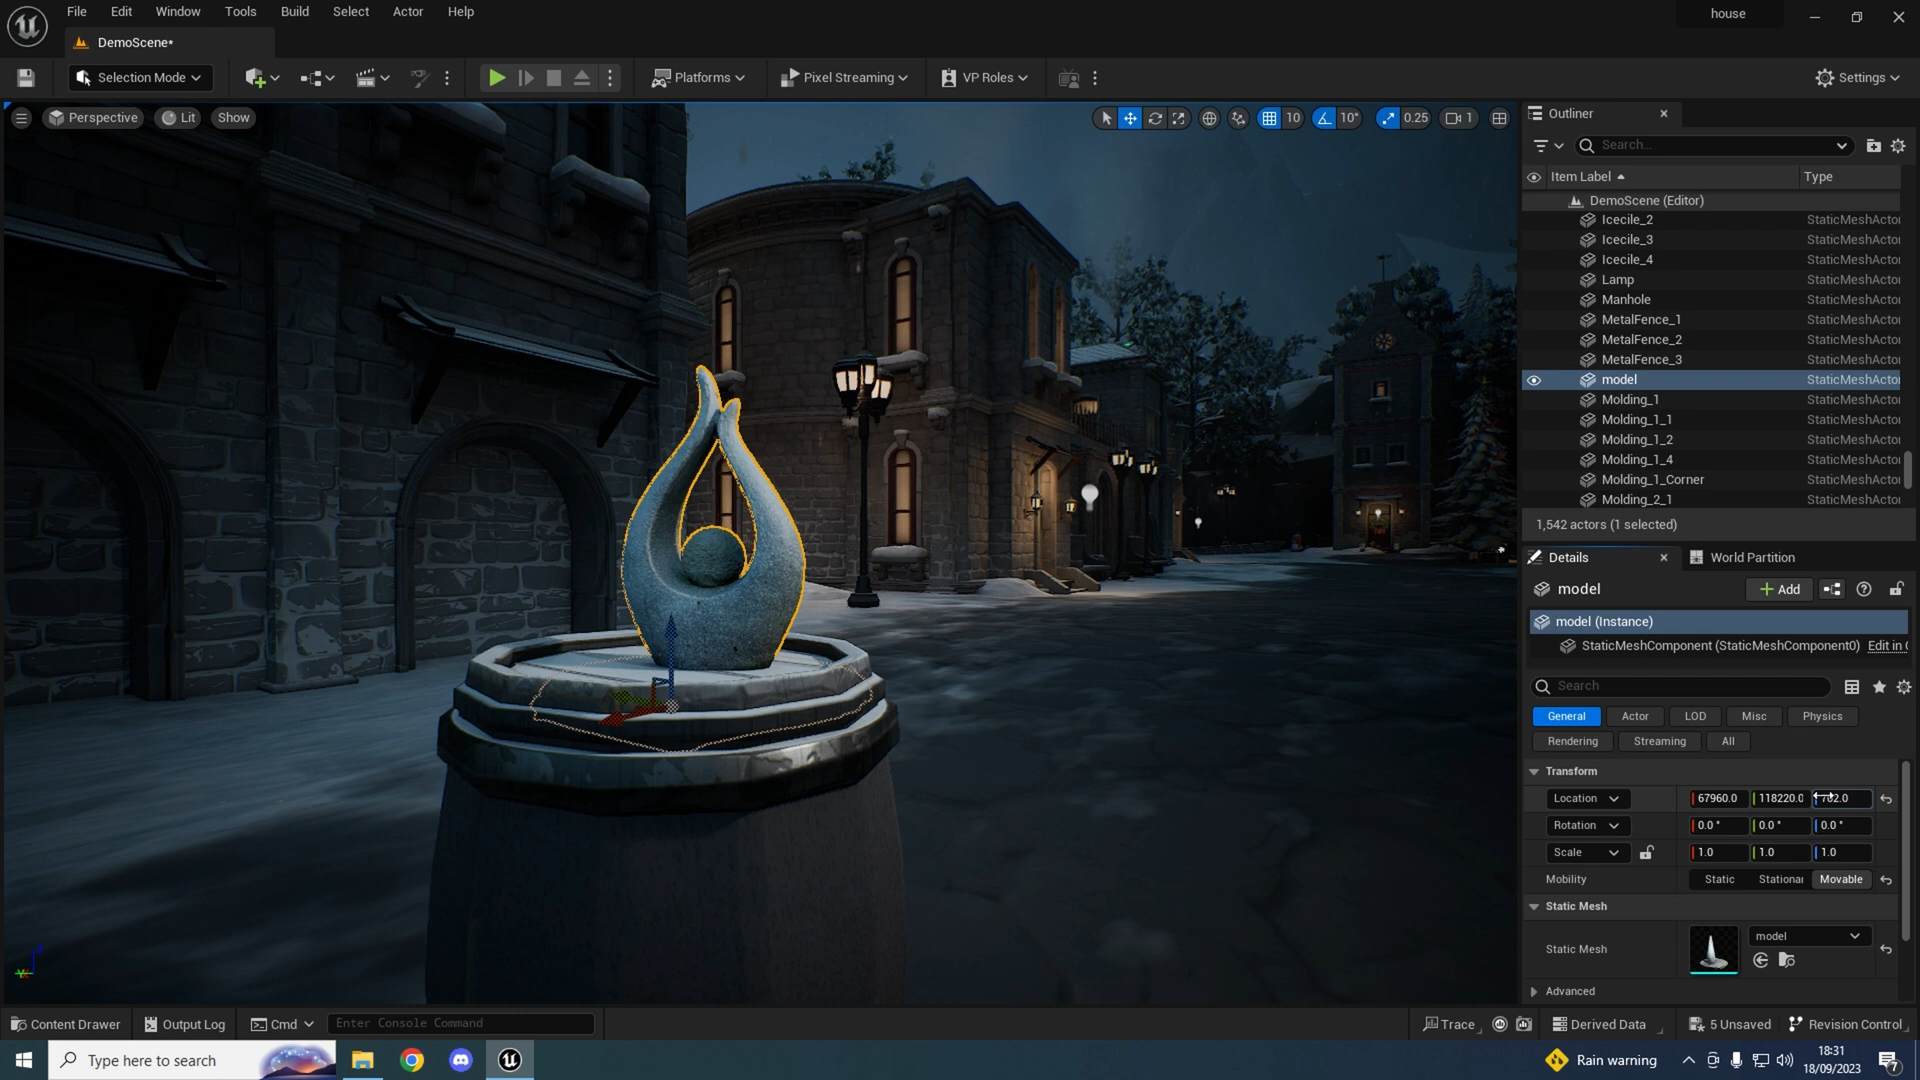 File Edit Window Tools Build Select Actor Help
house
DemoScene*
Selection Mode
Platforms
Pixel Streaming
VP Roles
Settings
Perspective Lit Show
10 10° 0.25 1
Outliner
Search...
Item Label Type
DemoScene (Editor)
Icecile_2 StaticMeshActor
Icecile_3 StaticMeshActor
Icecile_4 StaticMeshActor
Lamp StaticMeshActor
Manhole StaticMeshActor
MetalFence_1 StaticMeshActor
MetalFence_2 StaticMeshActor
MetalFence_3 StaticMeshActor
model StaticMeshActor
Molding_1 StaticMeshActor
Molding_1_1 StaticMeshActor
Molding_1_2 StaticMeshActor
Molding_1_4 StaticMeshActor
Molding_1_Corner StaticMeshActor
Molding_2_1 StaticMeshActor
1,542 actors (1 selected)
Details World Partition
model Add
model (Instance)
StaticMeshComponent (StaticMeshComponent0) Edit in
Search
General Actor LOD Misc Physics
Rendering Streaming All
Transform
Location 67960.0 118220.0
Rotation 0.0° 0.0° 0.0°
Scale 1.0 1.0 1.0
Mobility Static Stationar Movable
Static Mesh
Static Mesh model
Advanced
Content Drawer Output Log Cmd Enter Console Command
Trace Derived Data 5 Unsaved Revision Control
Type here to search
Rain warning
18:31
18/09/2023
7